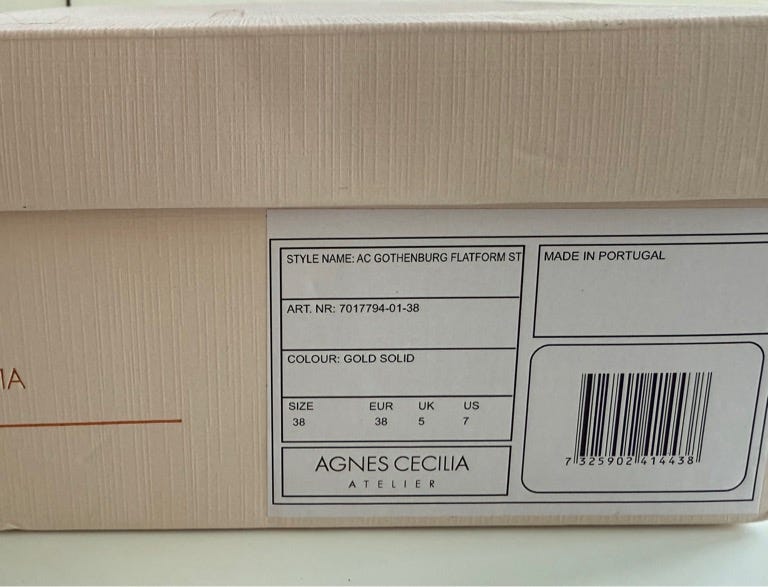 STYLE NAME: AC GOTHENBURG FLATFORM ST
MADE IN PORTUGAL
ART. NR: 7017794-01-38
COLOUR: GOLD SOLID
SIZE EUR UK US
38 38 5 7
AGNES CECILIA
ATELIER
7 325902 414438
IA